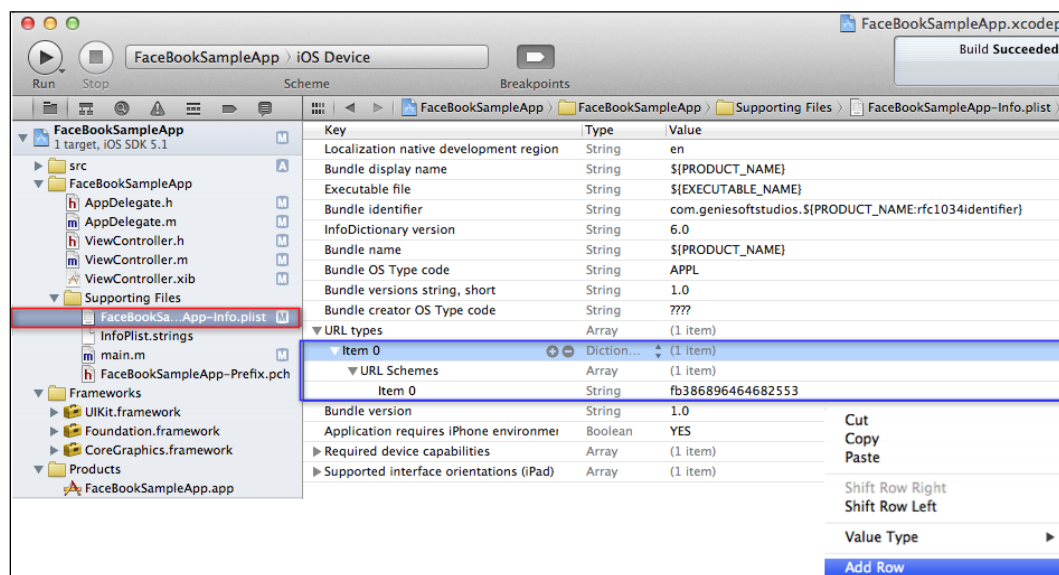 FaceBookSampleApp.xcodep
FaceBookSampleApp 〉 iOS Device
Build Succeeded
Run Stop Scheme Breakpoints
FaceBookSampleApp 〉 FaceBookSampleApp 〉 Supporting Files 〉 FaceBookSampleApp-Info.plist 〉
FaceBookSampleApp M
1 target, iOS SDK 5.1
src A
FaceBookSampleApp
h AppDelegate.h M
m AppDelegate.m M
h ViewController.h M
m ViewController.m M
ViewController.xib M
Supporting Files
FaceBookSa...App-Info.plist M
InfoPlist.strings
m main.m M
h FaceBookSampleApp-Prefix.pch
Frameworks
UIKit.framework
Foundation.framework
CoreGraphics.framework
Products
FaceBookSampleApp.app
Key Type Value
Localization native development region String en
Bundle display name String ${PRODUCT_NAME}
Executable file String ${EXECUTABLE_NAME}
Bundle identifier String com.geniesoftstudios.${PRODUCT_NAME:rfc1034identifier}
InfoDictionary version String 6.0
Bundle name String ${PRODUCT_NAME}
Bundle OS Type code String APPL
Bundle versions string, short String 1.0
Bundle creator OS Type code String ????
URL types Array (1 item)
Item 0 Diction... (1 item)
URL Schemes Array (1 item)
Item 0 String fb386896464682553
Bundle version String 1.0
Application requires iPhone environmer Boolean YES
Required device capabilities Array (1 item)
Supported interface orientations (iPad) Array (1 item)
Cut
Copy
Paste
Shift Row Right
Shift Row Left
Value Type
Add Row